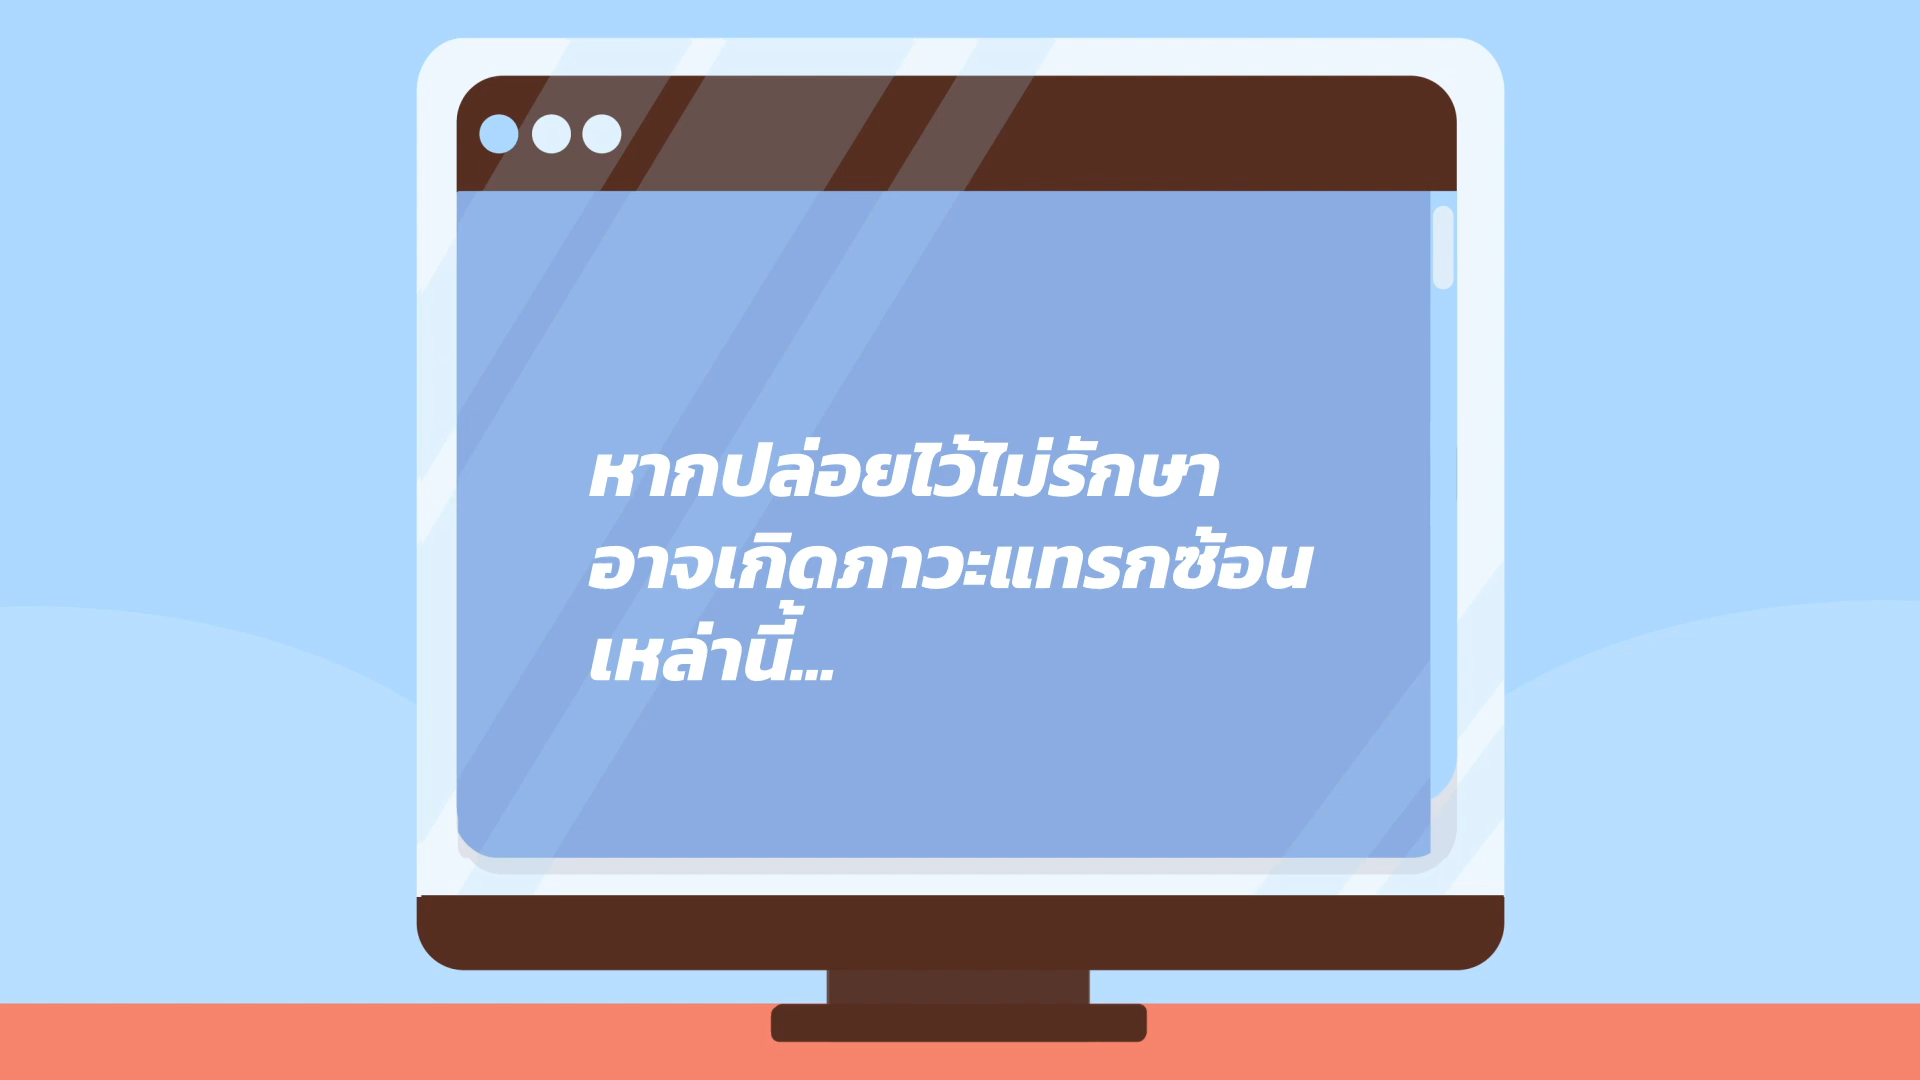 หากปล่อยไว้ไม่รักษา
อาจเกิดภาวะแทรกซ้อน
เหล่านี้...